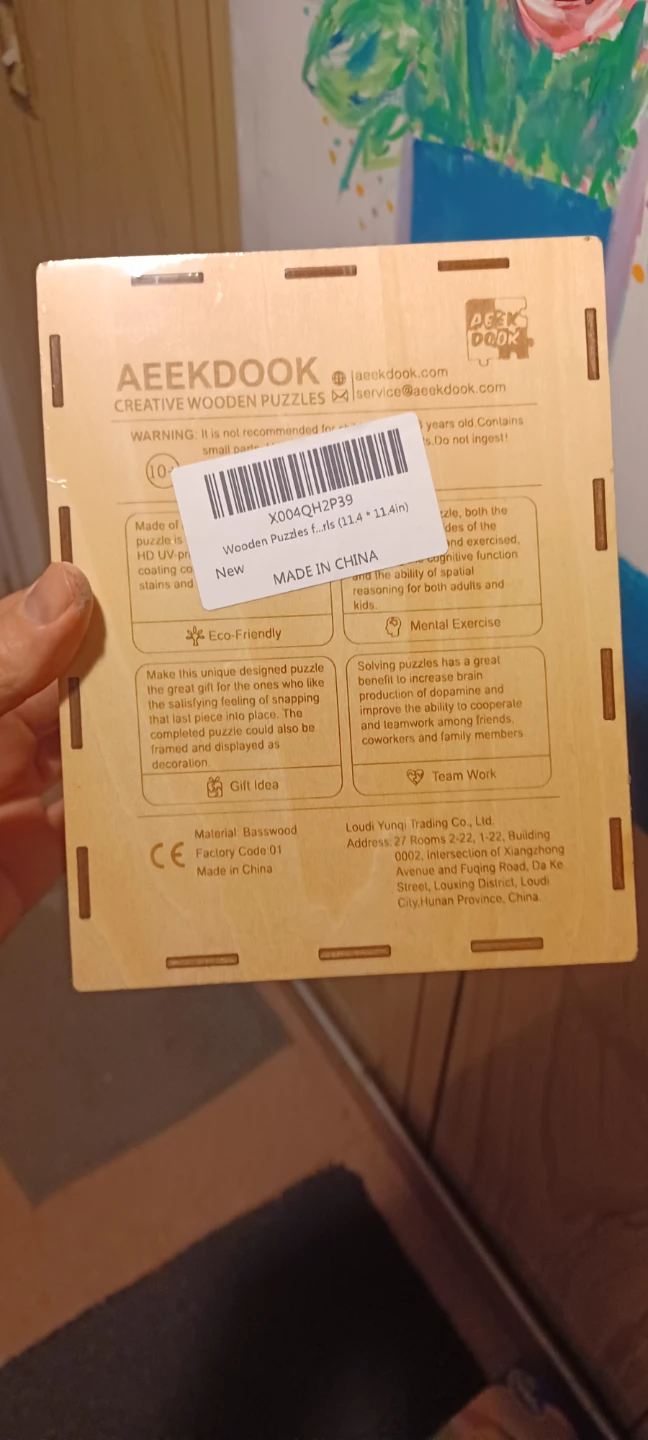 AEEK
DOOK
AEEKDOOK
CREATIVE WOODEN PUZZLES
aeekdook.com
service@aeekdook.com
WARNING: It is not recommended for years old.Contains
small .Do not ingest!
10
X004QH2P39
Wooden Puzzles f...rls (11.4 * 11.4in)
New
MADE IN CHINA
Made of
puzzle is
HD UV-
coating
stains and
Eco-Friendly
both the
of the
exercised,
cognitive function
and the ability of spatial
reasoning for both adults and
kids.
Mental Exercise
Make this unique designed puzzle
the great gift for the ones who like
the satisfying feeling of snapping
that last piece into place. The
completed puzzle could also be
framed and displayed as
decoration.
Gift Idea
Solving puzzles has a great
benefit to increase brain
production of dopamine and
improve the ability to cooperate
and teamwork among friends,
coworkers and family members
Team Work
CE
Material: Basswood
Factory Code:01
Made in China
Loudi Yunqi Trading Co., Ltd.
Address:27 Rooms 2-22, 1-22, Building
0002, Intersection of Xiangzhong
Avenue and Fuqing Road, Da Ke
Street, Louxing District, Loudi
City,Hunan Province, China.